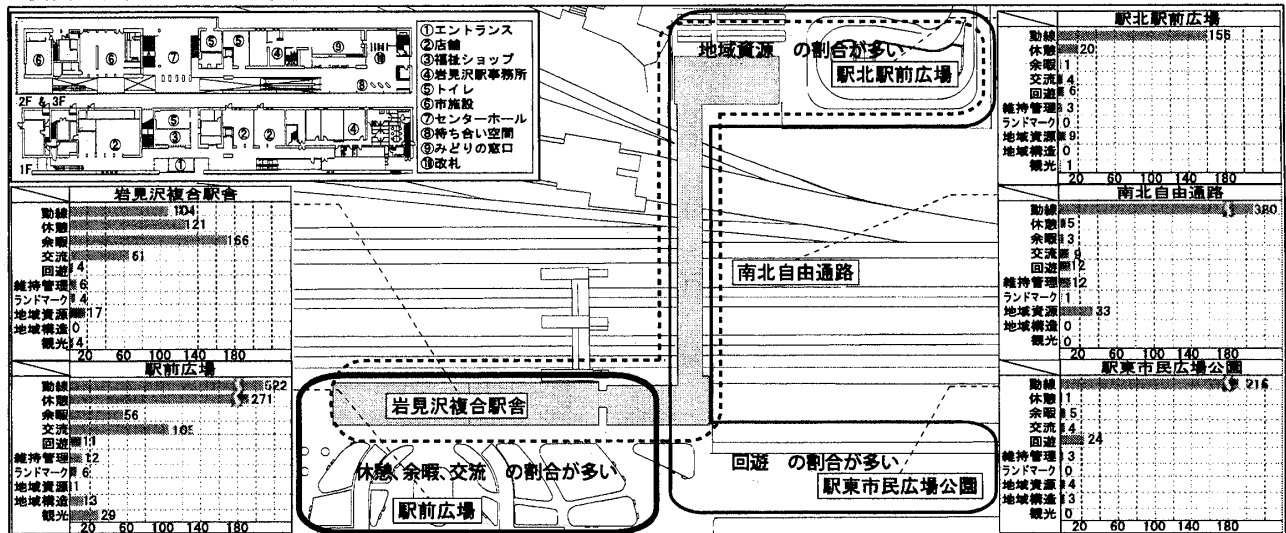 ①エントランス
②店舗
③福祉ショップ
④岩見沢駅事務所
⑤トイレ
⑥市施設
⑦センターホール
⑧待ち合い空間
⑨みどりの窓口
⑩改札
⑥ ⑥ ⑦ ⑤ ⑤ ④ ⑨ ⑩ ⑧
2F & 3F
② ⑤ ③ ② ② ④ ①
1F
岩見沢複合駅舎
動線 104
休憩 121
余暇 166
交流 61
回遊 4
維持管理 6
ランドマーク 4
地域資源 17
地域構造 0
観光 4
20 60 100 140 180
駅前広場
動線 622
休憩 271
余暇 56
交流 105
回遊 11
維持管理 12
ランドマーク 6
地域資源 1
地域構造 13
観光 29
20 60 100 140 180
地域資源 の割合が多い
駅北駅前広場
南北自由通路
岩見沢複合駅舎
休憩、余暇、交流 の割合が多い
駅前広場
回遊 の割合が多い
駅東市民広場公園
駅北駅前広場
動線 156
休憩 20
余暇 1
交流 4
回遊 6
維持管理 3
ランドマーク 0
地域資源 9
地域構造 0
観光 1
20 60 100 140 180
南北自由通路
動線 380
休憩 5
余暇 3
交流 9
回遊 12
維持管理 12
ランドマーク 1
地域資源 33
地域構造 0
観光 0
20 60 100 140 180
駅東市民広場公園
動線 216
休憩 1
余暇 5
交流 4
回遊 24
維持管理 3
ランドマーク 0
地域資源 4
地域構造 3
観光 0
20 60 100 140 180